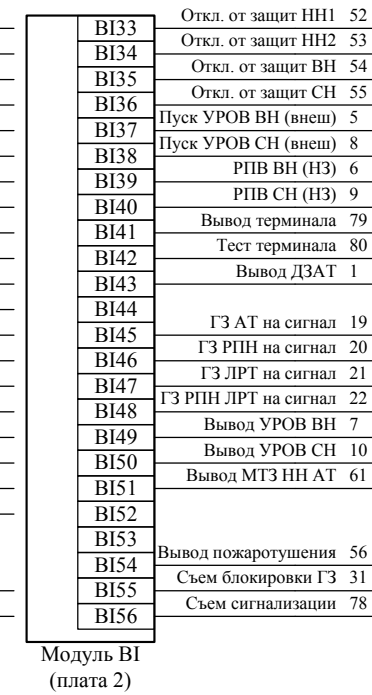 BI33 Откл. от защит НН1 52
BI34 Откл. от защит НН2 53
BI35 Откл. от защит ВН 54
BI36 Откл. от защит СН 55
BI37 Пуск УРОВ ВН (внеш) 5
BI38 Пуск УРОВ СН (внеш) 8
BI39 РПВ ВН (НЗ) 6
BI40 РПВ СН (НЗ) 9
BI41 Вывод терминала 79
BI42 Тест терминала 80
BI43 Вывод ДЗАТ 1
BI44
BI45 ГЗ АТ на сигнал 19
BI46 ГЗ РПН на сигнал 20
BI47 ГЗ ЛРТ на сигнал 21
BI48 ГЗ РПН ЛРТ на сигнал 22
BI49 Вывод УРОВ ВН 7
BI50 Вывод УРОВ СН 10
BI51 Вывод МТЗ НН АТ 61
BI52
BI53
BI54 Вывод пожаротушения 56
BI55 Съем блокировки ГЗ 31
BI56 Съем сигнализации 78
Модуль BI
(плата 2)